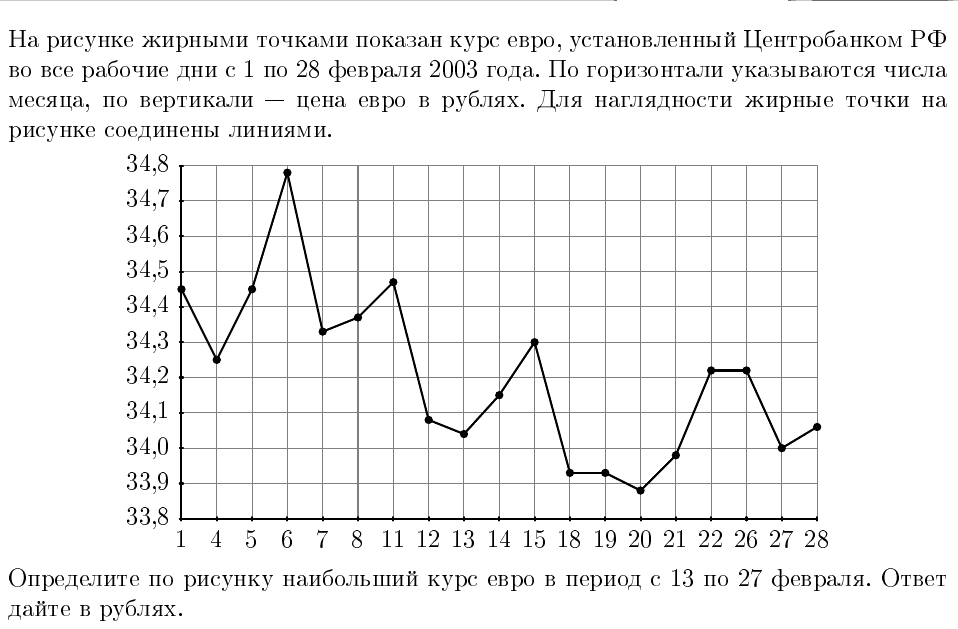 На рисунке жирными точками показан курс евро, установленный Центробанком РФ
во все рабочие дни с 1 по 28 февраля 2003 года. По горизонтали указываются числа
месяца, по вертикали — цена евро в рублях. Для наглядности жирные точки на
рисунке соединены линиями.
34,8
34,7
34,6
34,5
34,4
34,3
34,2
34,1
34,0
33,9
33,8
1 4 5 6 7 8 11 12 13 14 15 18 19 20 21 22 26 27 28
Определите по рисунку наибольший курс евро в период с 13 по 27 февраля. Ответ
дайте в рублях.